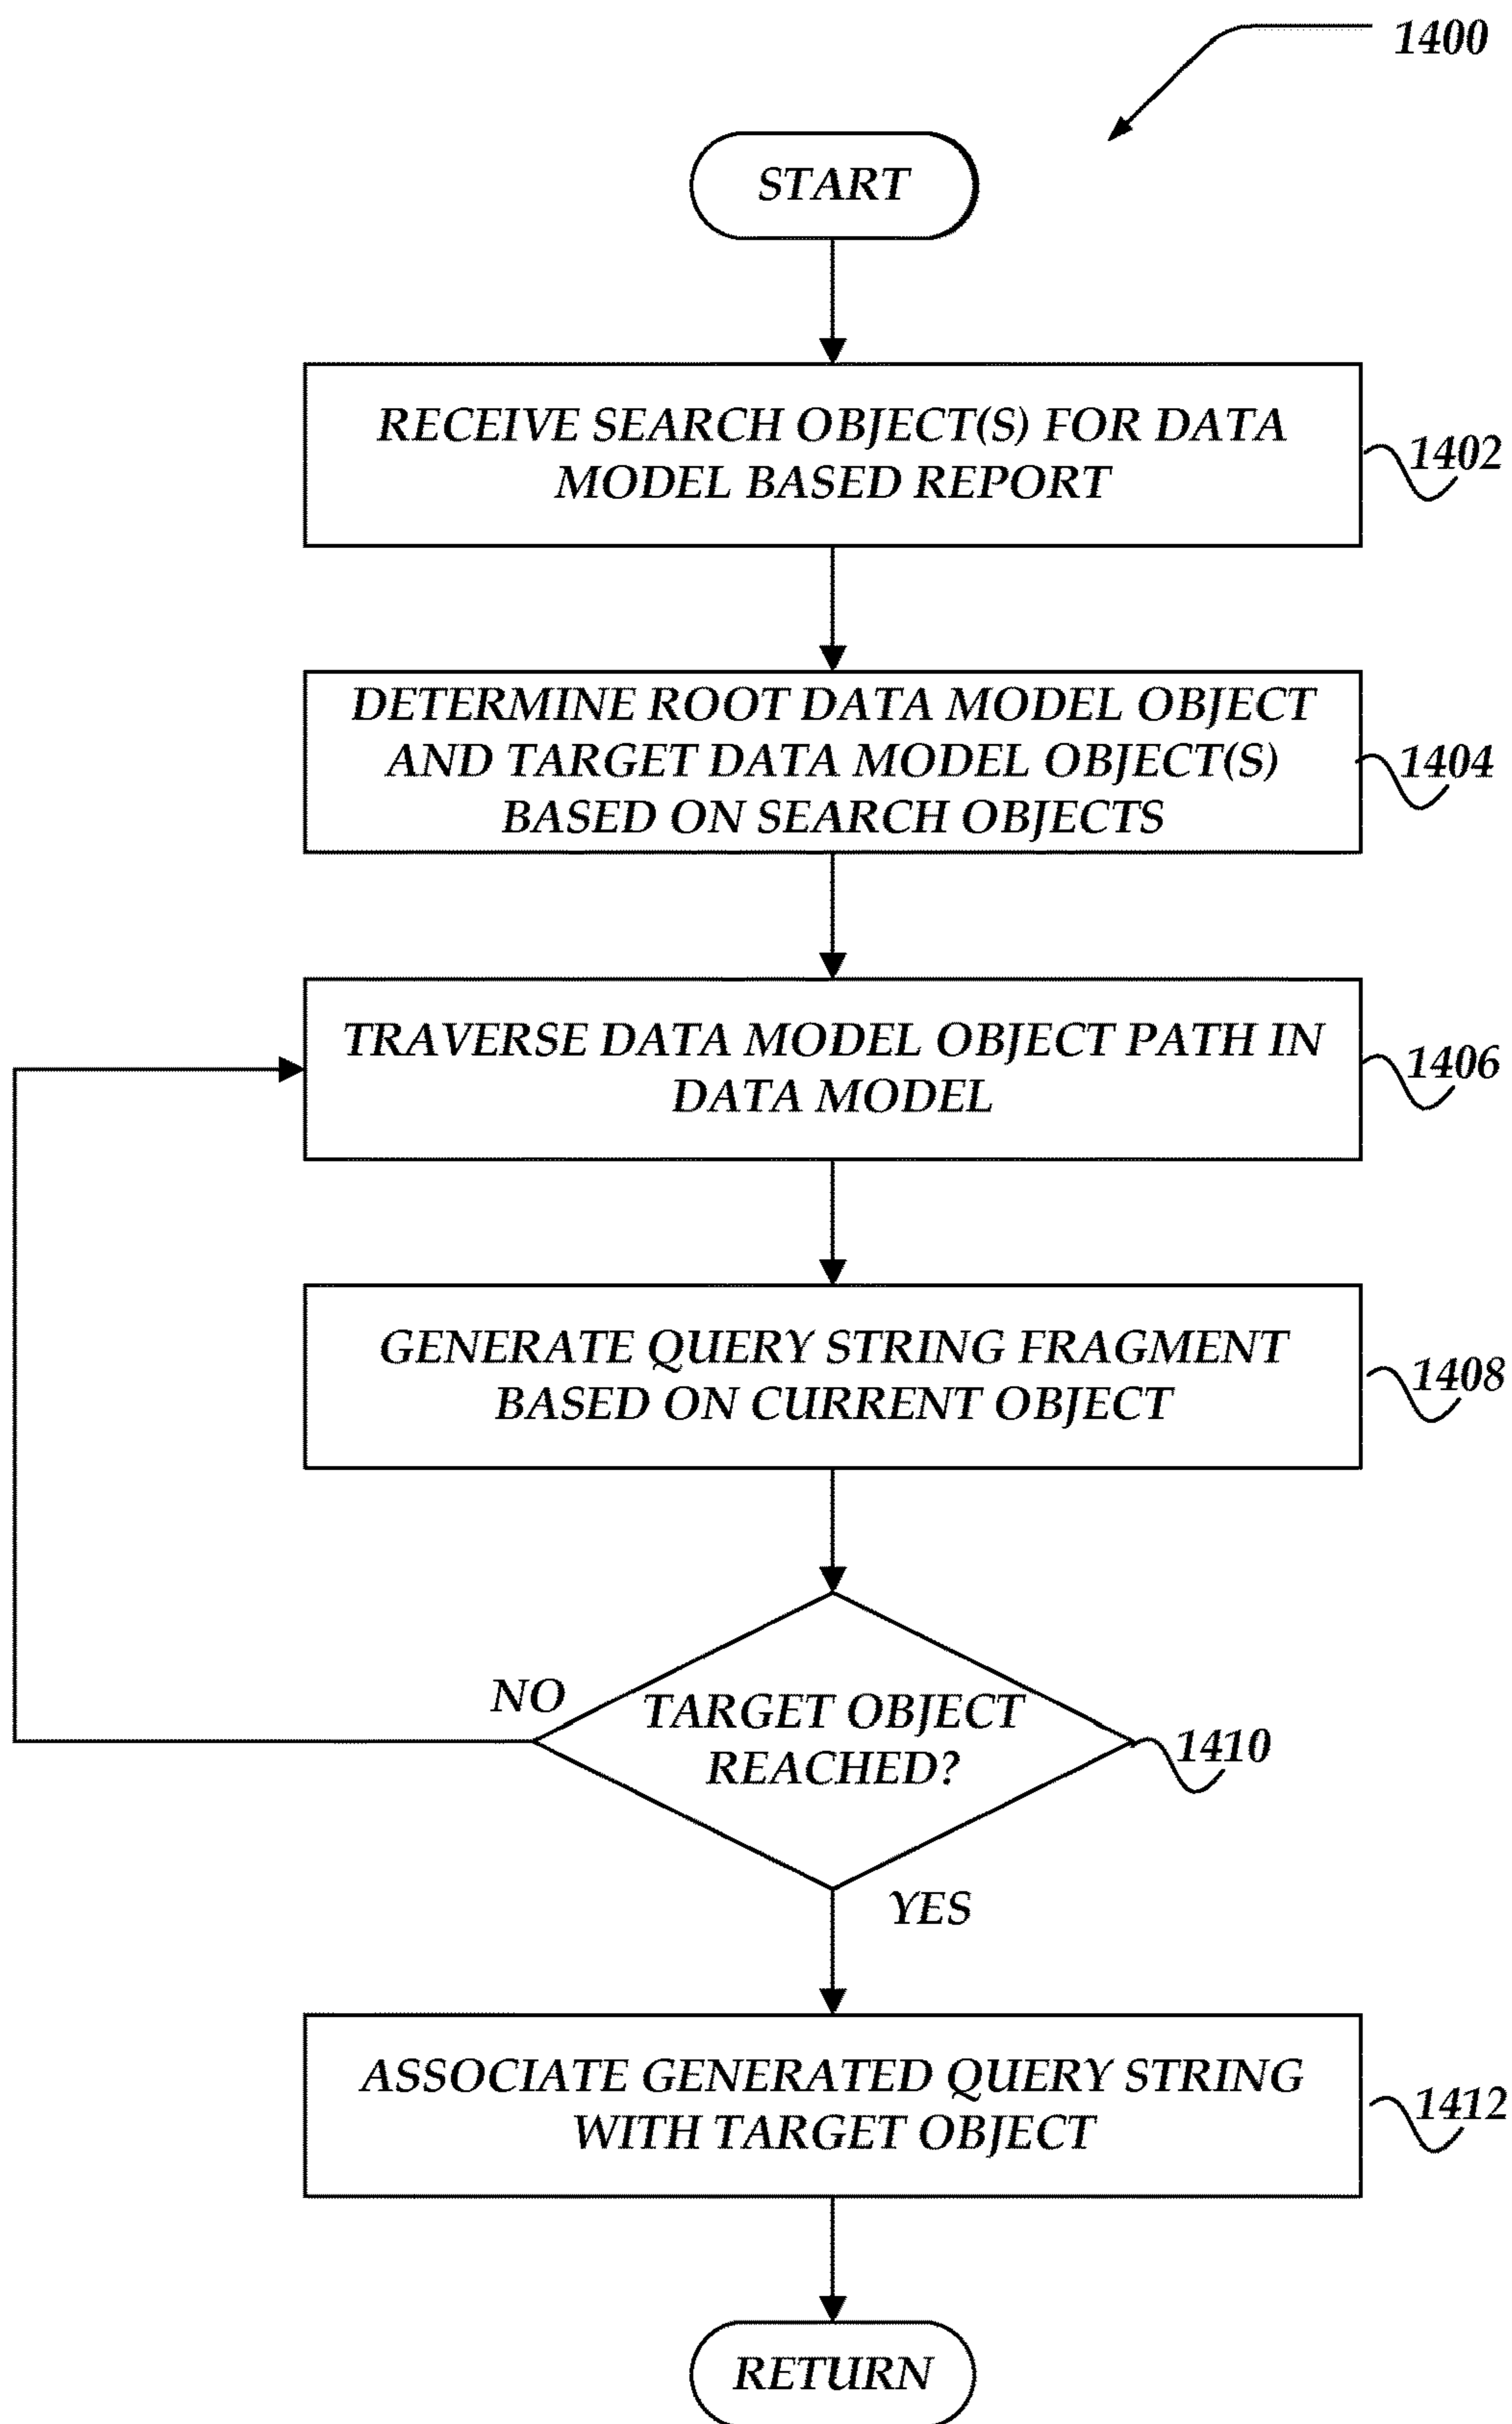 1400
START
RECEIVE SEARCH OBJECT(S) FOR DATA
MODEL BASED REPORT
1402
DETERMINE ROOT DATA MODEL OBJECT
AND TARGET DATA MODEL OBJECT(S)
BASED ON SEARCH OBJECTS
1404
TRAVERSE DATA MODEL OBJECT PATH IN
DATA MODEL
1406
GENERATE QUERY STRING FRAGMENT
BASED ON CURRENT OBJECT
1408
NO
TARGET OBJECT
REACHED?
1410
YES
ASSOCIATE GENERATED QUERY STRING
WITH TARGET OBJECT
1412
RETURN